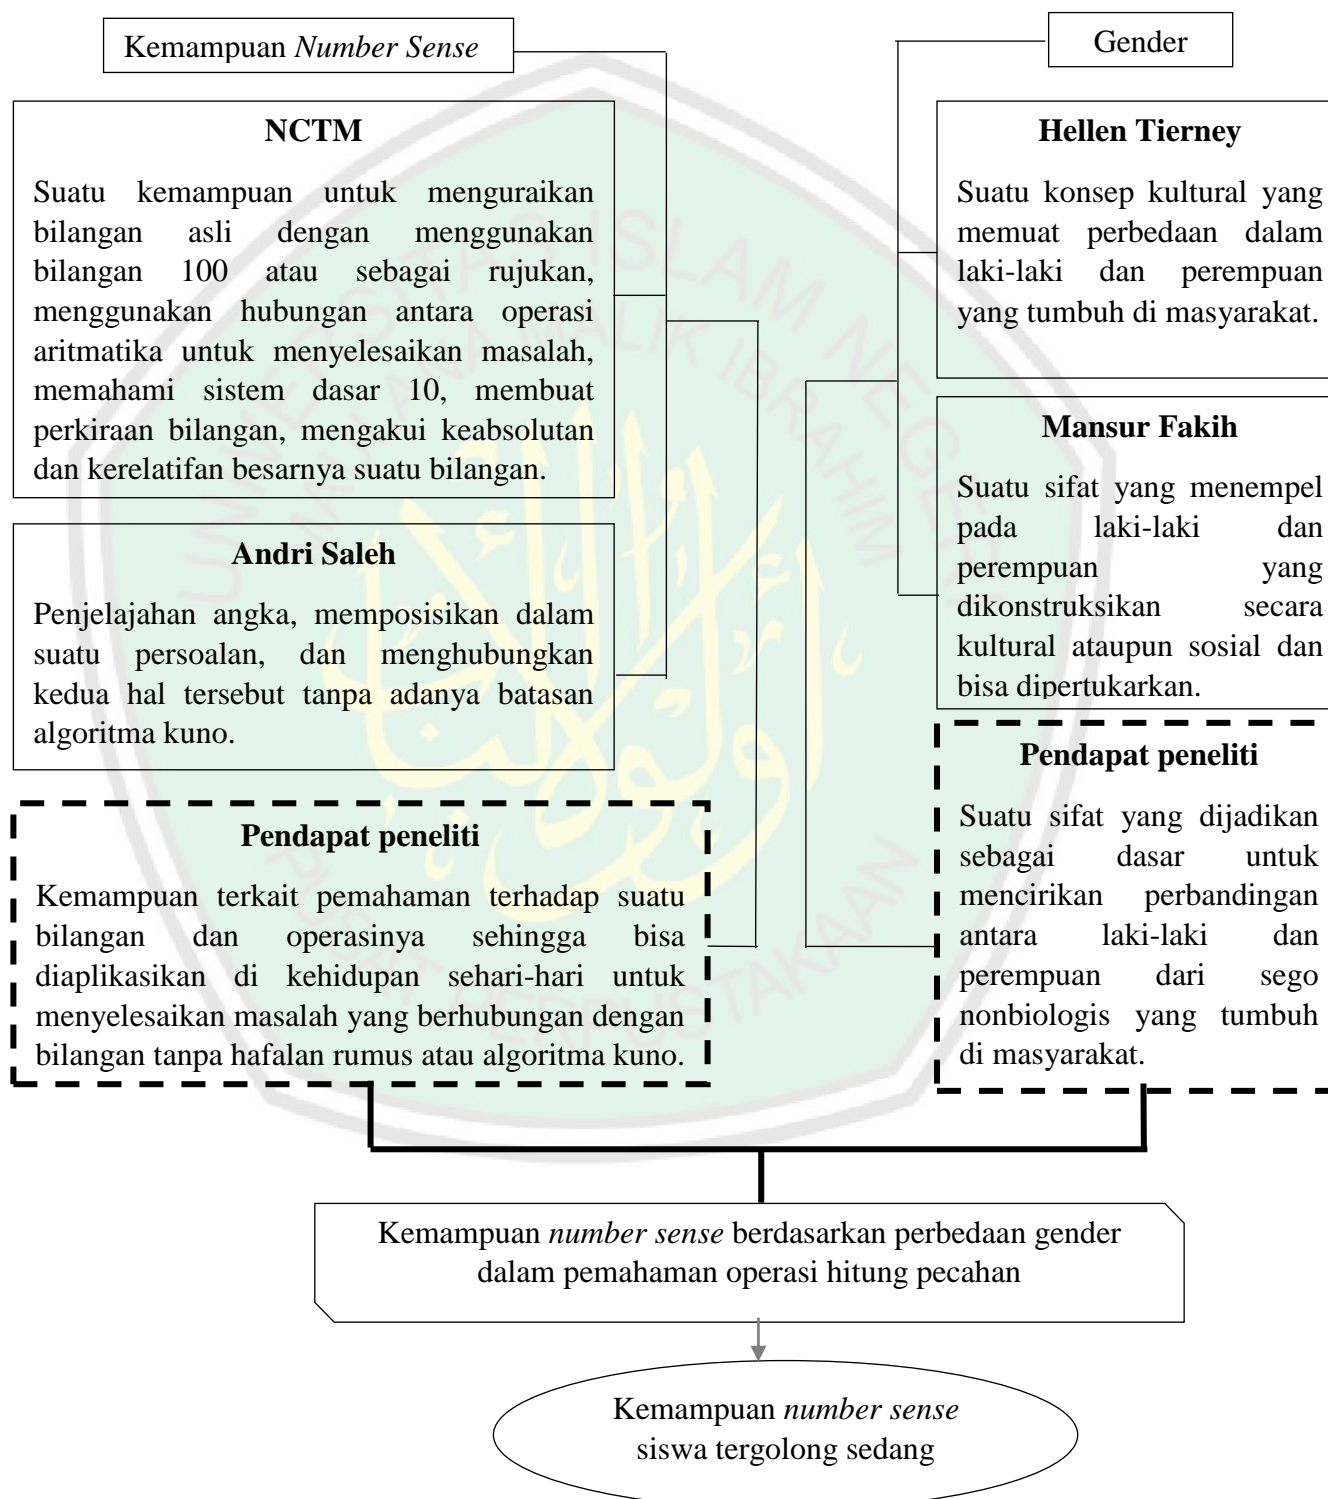 Kemampuan Number Sense
NCTM
Suatu kemampuan untuk menguraikan
bilangan asli dengan menggunakan
bilangan 100 atau sebagai rujukan,
menggunakan hubungan antara operasi
aritmatika untuk menyelesaikan masalah,
memahami sistem dasar 10, membuat
perkiraan bilangan, mengakui keabsolutan
dan kerelatifan besarnya suatu bilangan.
Andri Saleh
Penjelajahan angka, memposisikan dalam
suatu persoalan, dan menghubungkan
kedua hal tersebut tanpa adanya batasan
algoritma kuno.
Pendapat peneliti
Kemampuan terkait pemahaman terhadap suatu
bilangan dan operasinya sehingga bisa
diaplikasikan di kehidupan sehari-hari untuk
menyelesaikan masalah yang berhubungan dengan
bilangan tanpa hafalan rumus atau algoritma kuno.
Gender
Hellen Tierney
Suatu konsep kultural yang
memuat perbedaan dalam
laki-laki dan perempuan
yang tumbuh di masyarakat.
Mansur Fakih
Suatu sifat yang menempel
pada laki-laki dan
perempuan yang
dikonstruksikan secara
kultural ataupun sosial dan
bisa dipertukarkan.
Pendapat peneliti
Suatu sifat yang dijadikan
sebagai dasar untuk
mencirikan perbandingan
antara laki-laki dan
perempuan dari sego
nonbiologis yang tumbuh
di masyarakat.
Kemampuan number sense berdasarkan perbedaan gender
dalam pemahaman operasi hitung pecahan
Kemampuan number sense
siswa tergolong sedang
UNIVERSITAS ISLAM NEGERI
MAULANA MALIK IBRAHIM
PUSAT PERPUSTAKAAN